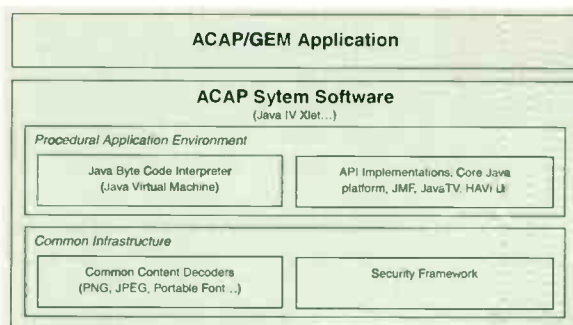 ACAP/GEM Application
ACAP Sytem Software
(Java IV Xlet...)
Procedural Application Environment
Java Byte Code Interpreter
(Java Virtual Machine)
API Implementations, Core Java
platform, JMF, JavaTV, HAVi UI
Common Infrastructure
Common Content Decoders
(PNG, JPEG, Portable Font ..)
Security Framework